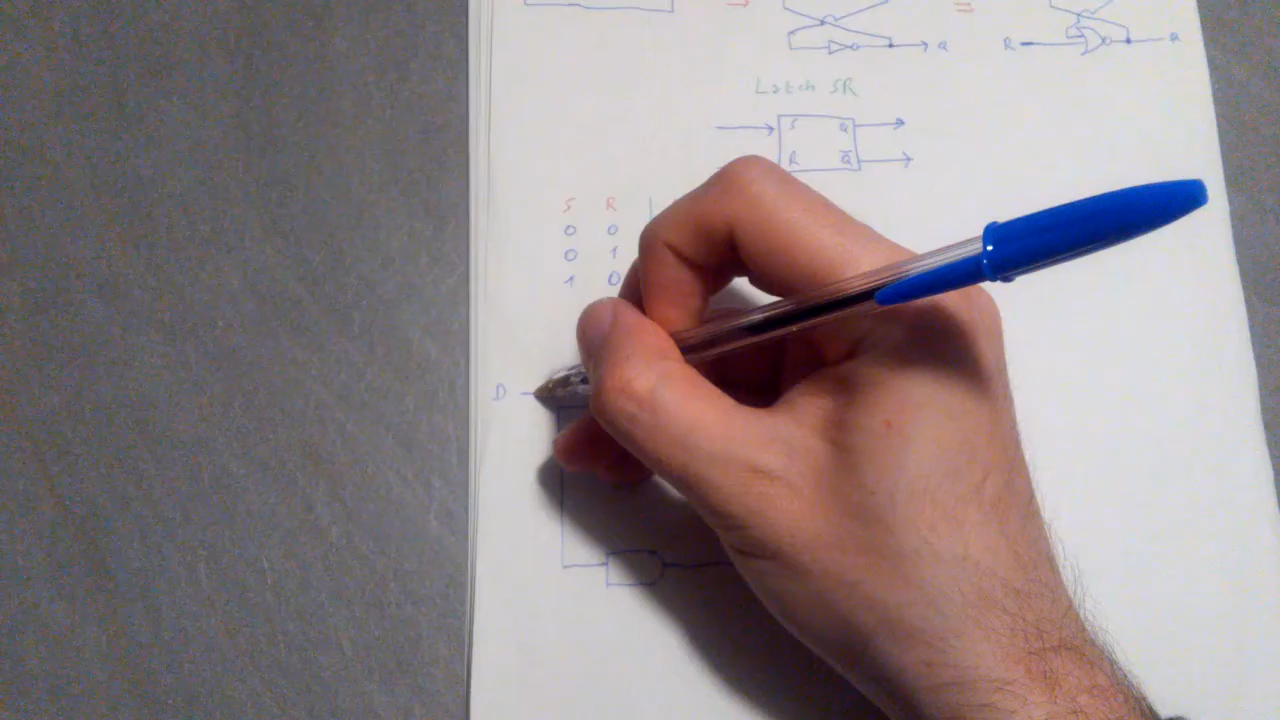 → Q = R Q
Latch SR
S Q
R Q̅
S R
0 0
0 1
1 0
D